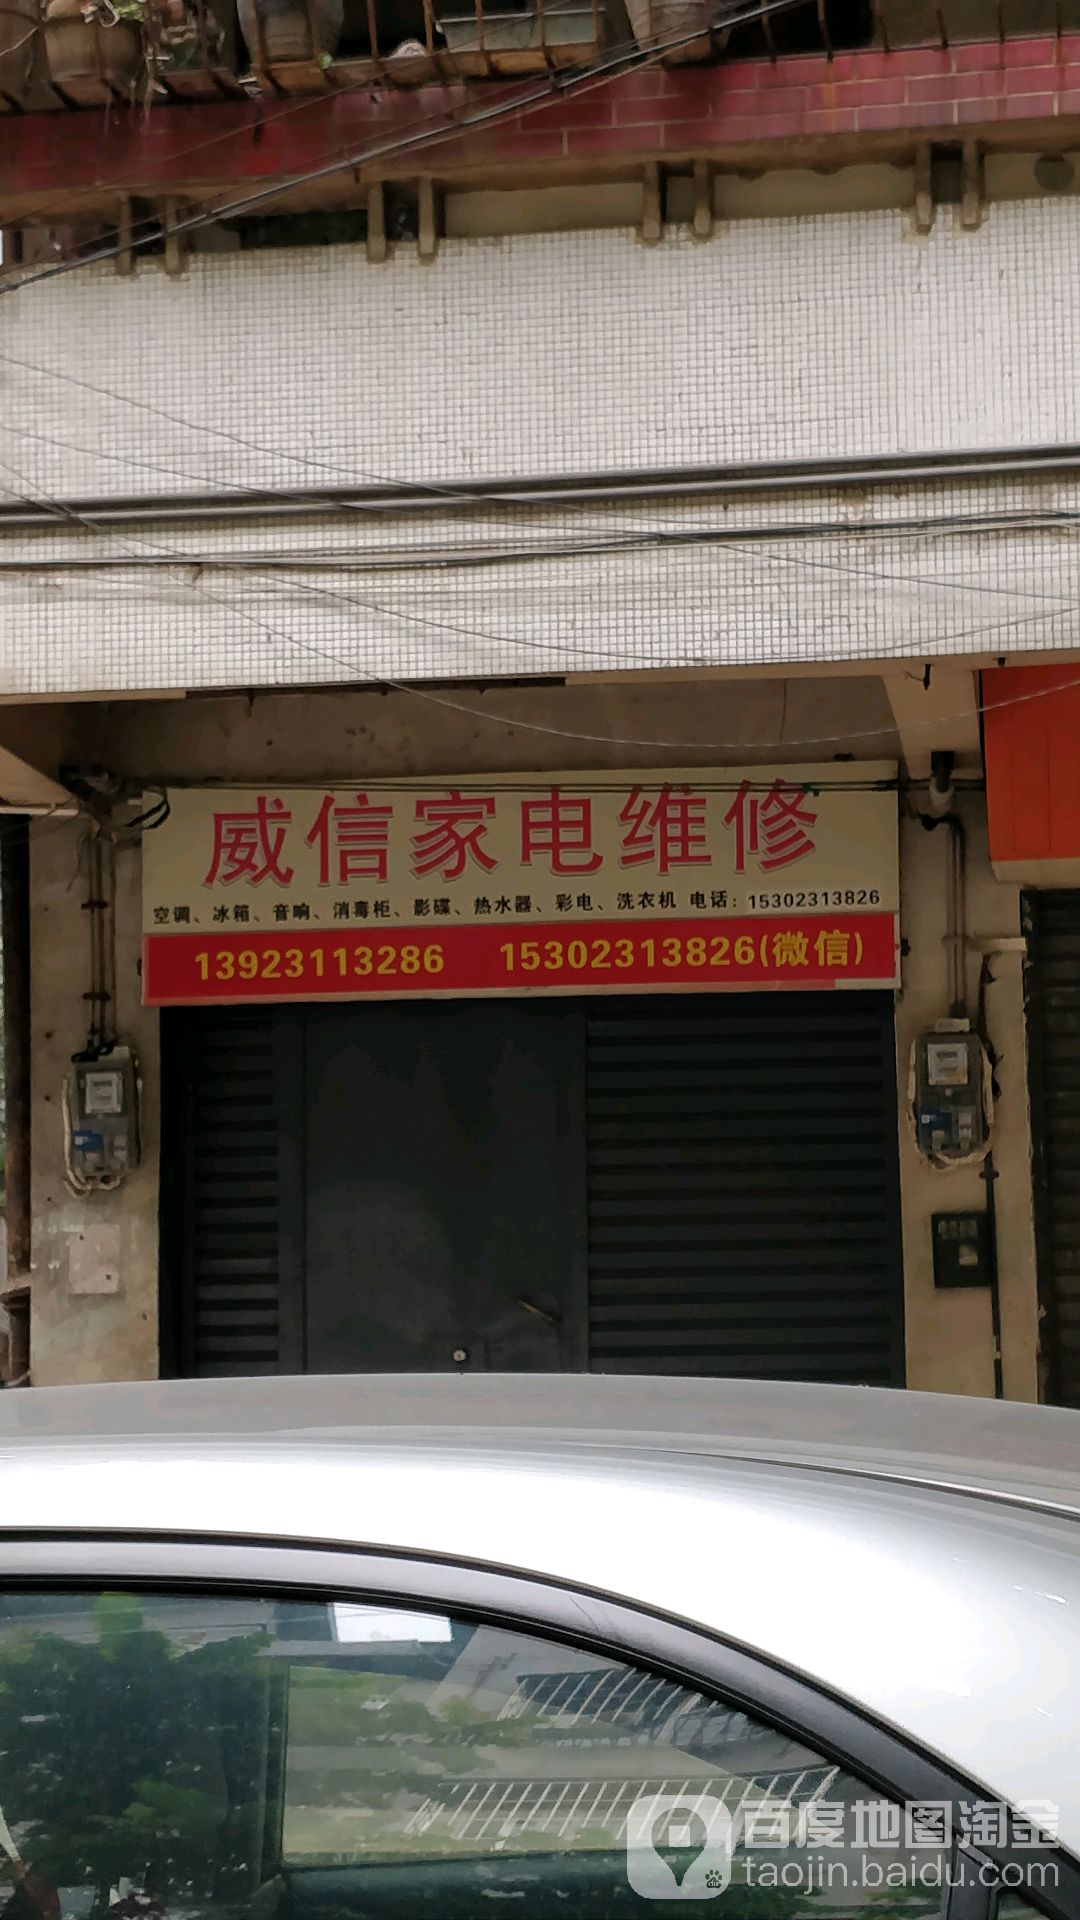 威信家电维修
空调、冰箱、音响、消毒柜、影碟、热水器、彩电、洗衣机 电话：15302313826
13923113286 15302313826(微信)
百度地图淘金
taojin.baidu.com